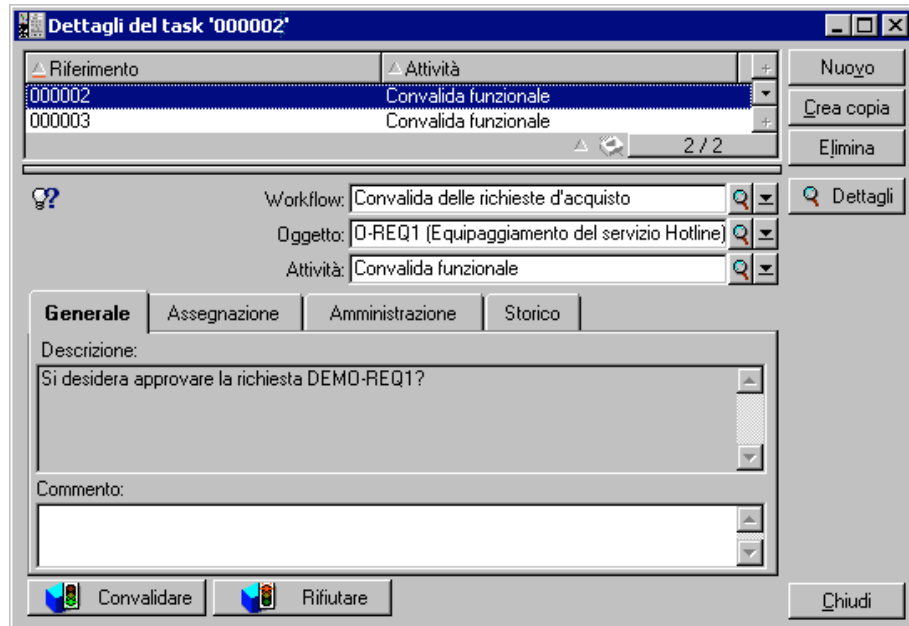 Dettagli del task '000002'
Riferimento Attività
000002 Convalida funzionale
000003 Convalida funzionale
2 / 2
Nuovo
Crea copia
Elimina
Dettagli
Workflow: Convalida delle richieste d'acquisto
Oggetto: O-REQ1 (Equipaggiamento del servizio Hotline)
Attività: Convalida funzionale
Generale Assegnazione Amministrazione Storico
Descrizione:
Si desidera approvare la richiesta DEMO-REQ1?
Commento:
Convalidare Rifiutare
Chiudi